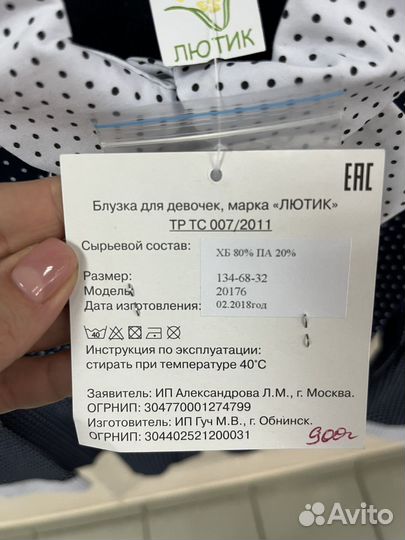 ЛЮТИК
EAC
Блузка для девочек, марка «ЛЮТИК»
ТР ТС 007/2011
Сырьевой состав: ХБ 80% ПА 20%
Размер: 134-68-32
Модель: 20176
Дата изготовления: 02.2018год
40
Инструкция по эксплуатации:
стирать при температуре 40°С
Заявитель: ИП Александрова Л.М., г. Москва.
ОГРНИП: 304770001274799
Изготовитель: ИП Гуч М.В., г. Обнинск.
ОГРНИП: 304402521200031
900г
Avito